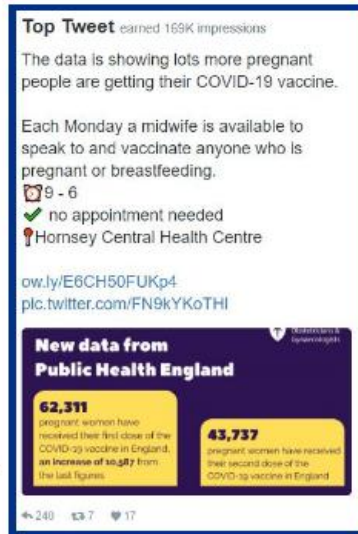 Top Tweet earned 169K impressions
The data is showing lots more pregnant
people are getting their COVID-19 vaccine.
Each Monday a midwife is available to
speak to and vaccinate anyone who is
pregnant or breastfeeding.
⏰9 - 6
✔ no appointment needed
📍Hornsey Central Health Centre
ow.ly/E6CH50FUKp4
pic.twitter.com/FN9kYKoTHI
Obstetricians &
Gynaecologists
New data from
Public Health England
62,311
pregnant women have
received their first dose of the
COVID-19 vaccine in England,
an increase of 10,587 from
the last figures
43,737
pregnant women have received
their second dose of the
COVID-19 vaccine in England
240 7 17